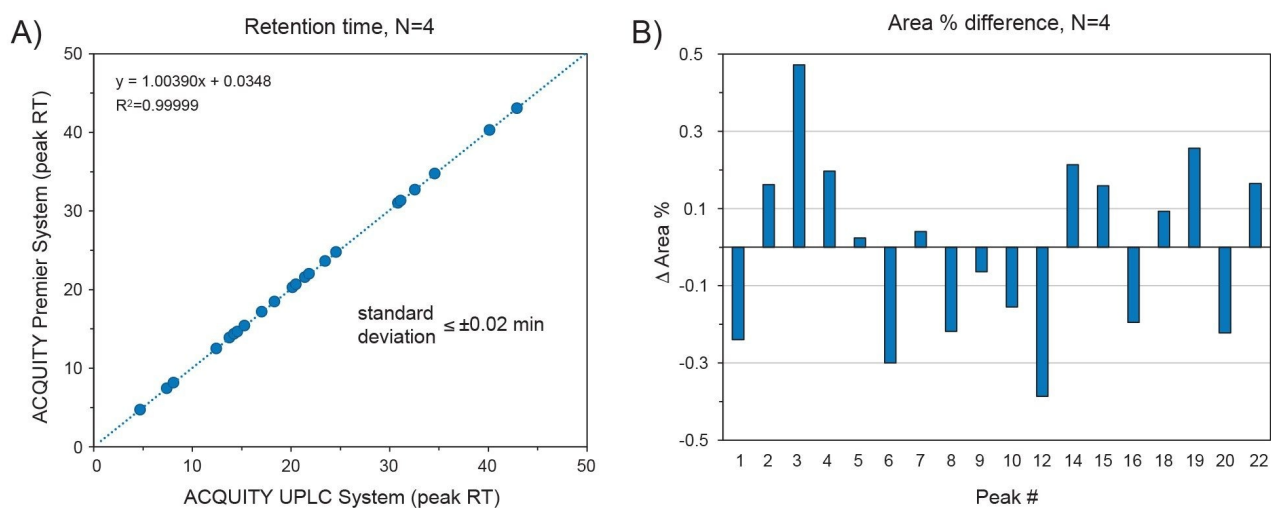 A)
Retention time, N=4
y = 1.00390x + 0.0348
R²=0.99999
standard
deviation ≤ ±0.02 min
50
40
30
20
10
0
0 10 20 30 40 50
ACQUITY Premier System (peak RT)
ACQUITY UPLC System (peak RT)
B)
Area % difference, N=4
0.5
0.3
0.1
-0.1
-0.3
-0.5
Δ Area %
1 2 3 4 5 6 7 8 9 10 12 14 15 16 18 19 20 22
Peak #